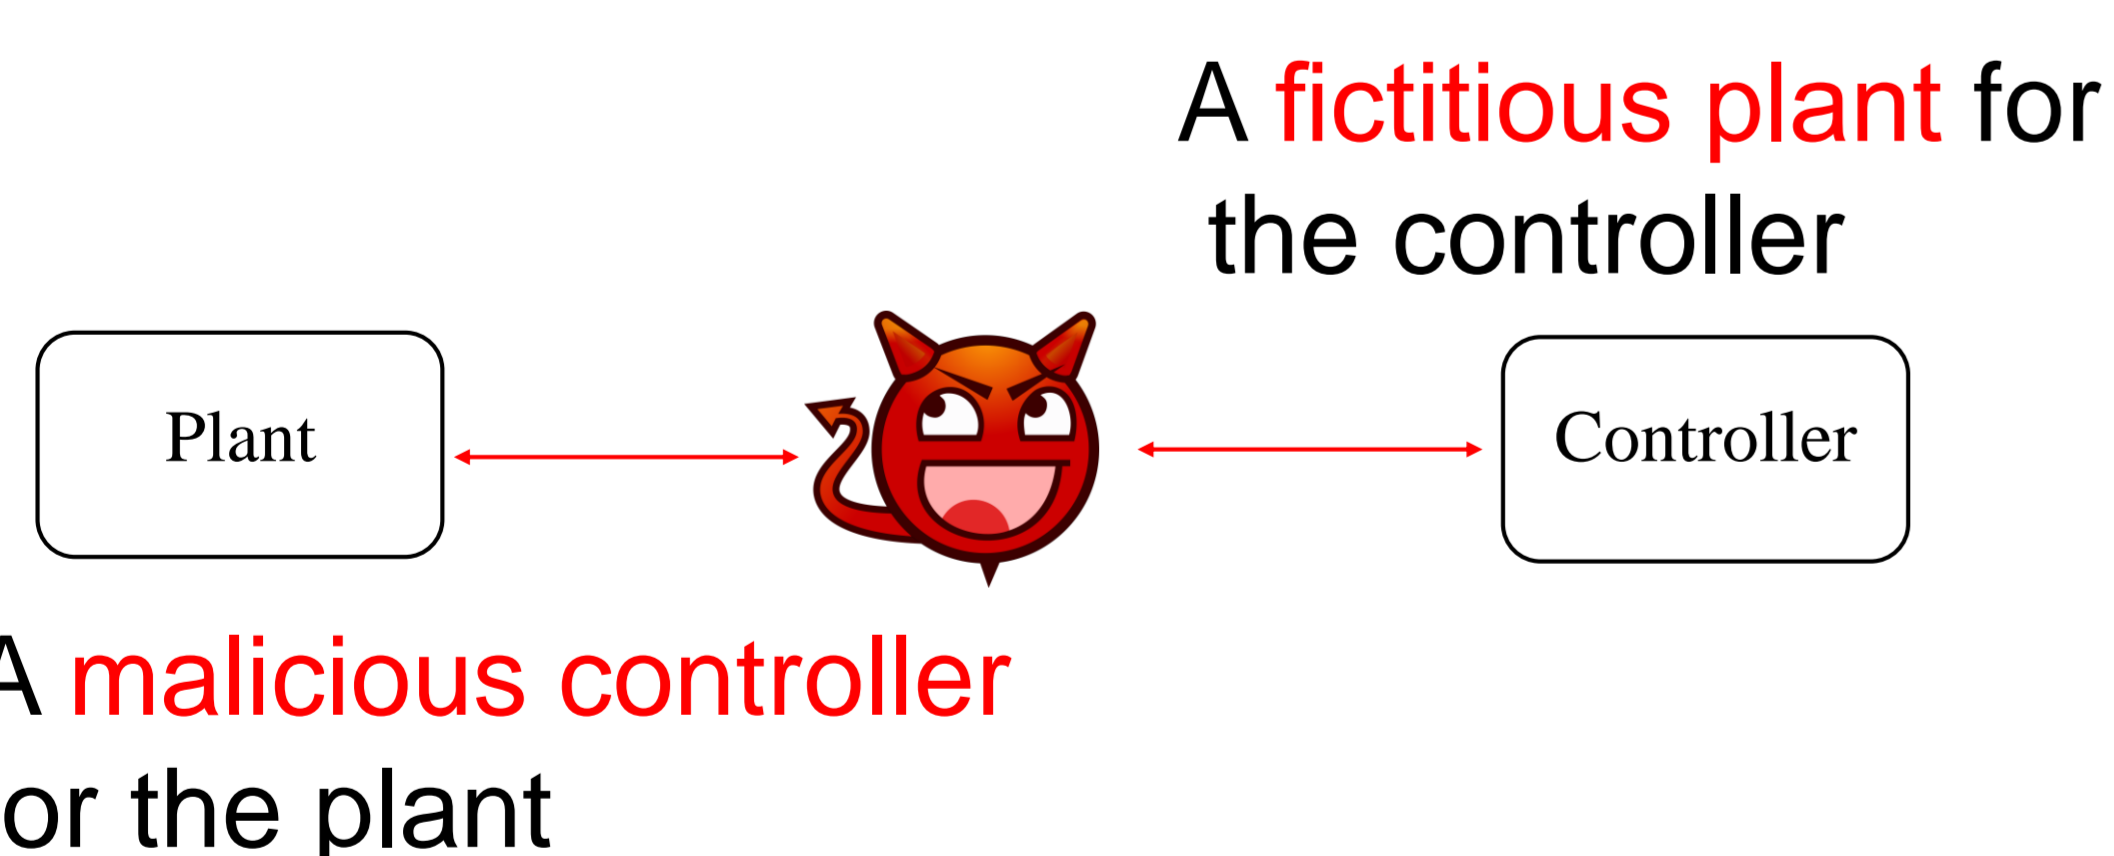 A fictitious plant for
the controller
Plant
Controller
A malicious controller
or the plant